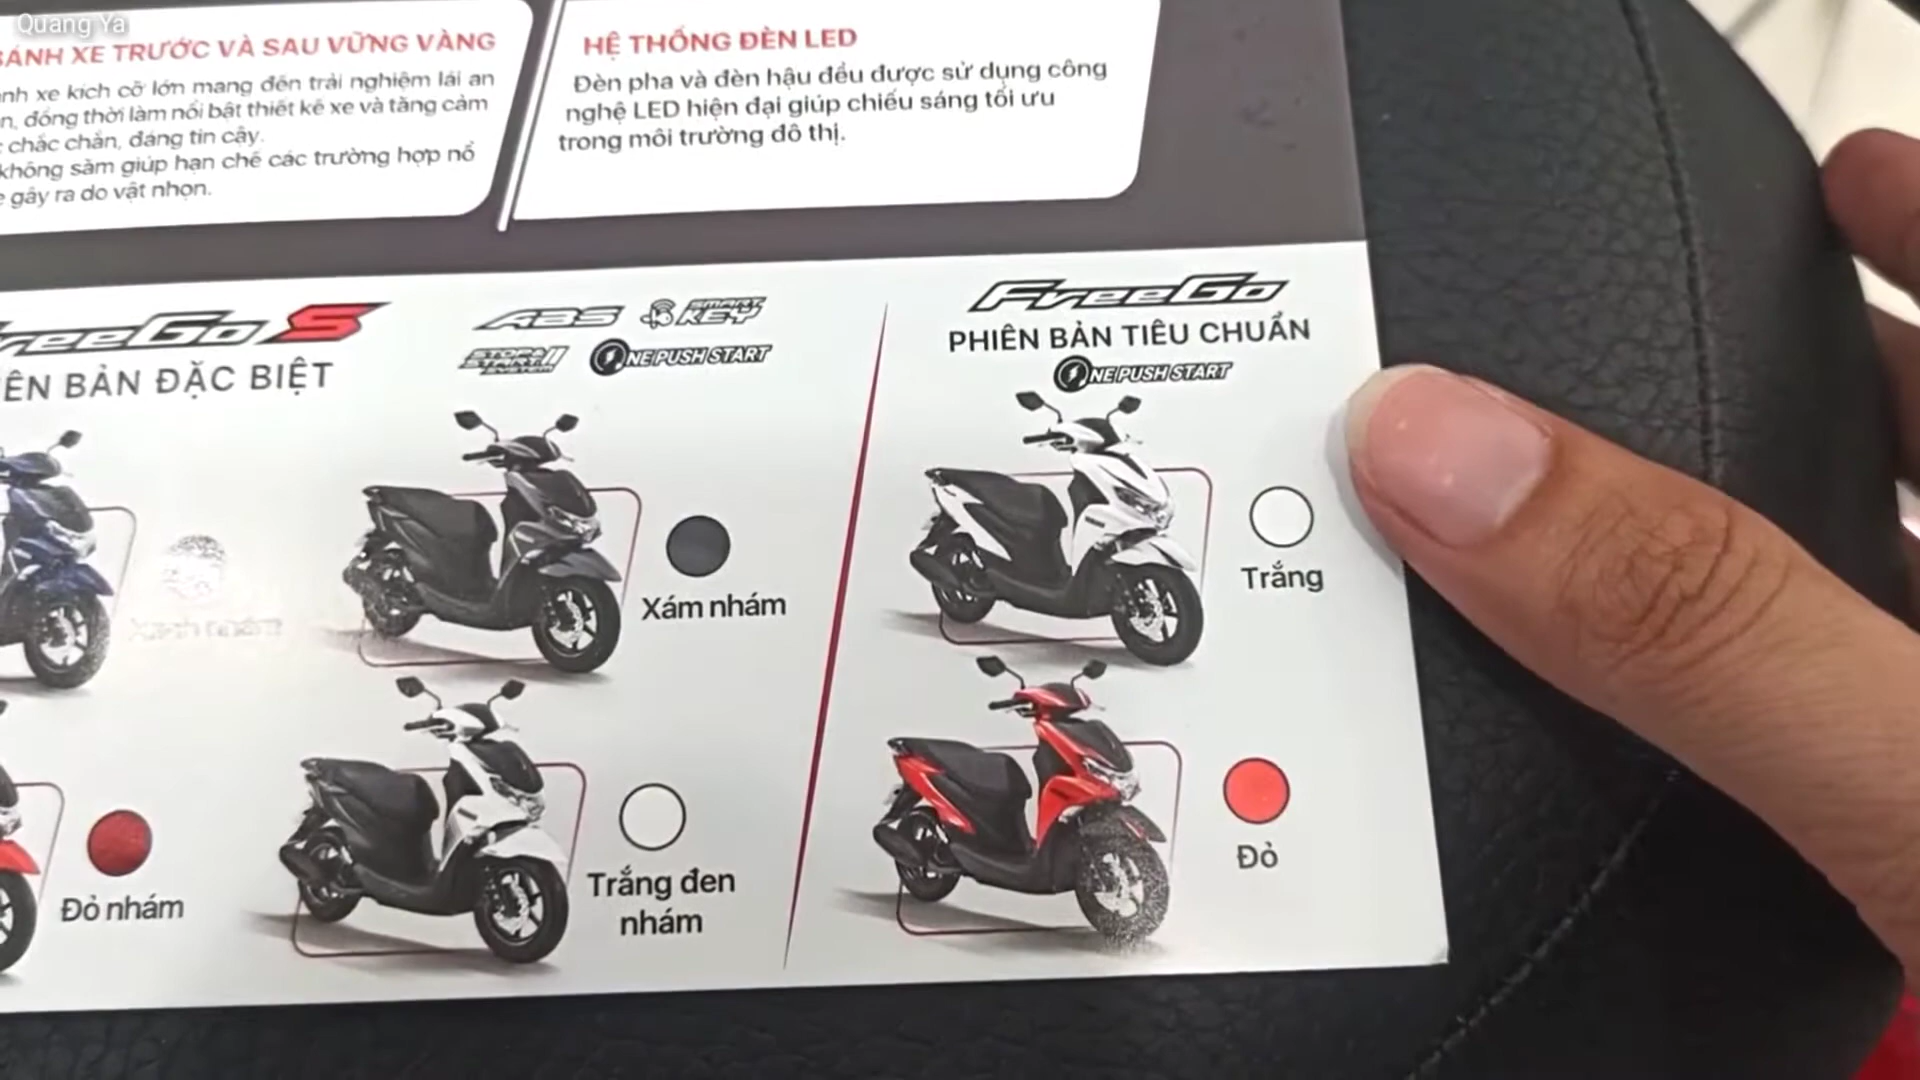 Quang Ya
BÁNH XE TRƯỚC VÀ SAU VỮNG VÀNG
nh xe kích cỡ lớn mang đến trải nghiệm lái an
n, đồng thời làm nổi bật thiết kế xe và tăng cảm
chắc chắn, đáng tin cậy.
không săm giúp hạn chế các trường hợp nổ
gây ra do vật nhọn.
HỆ THỐNG ĐÈN LED
Đèn pha và đèn hậu đều được sử dụng công
nghệ LED hiện đại giúp chiếu sáng tối ưu
trong môi trường đô thị.
reeGo S
ÊN BẢN ĐẶC BIỆT
ABS SMART KEY
STOP & START SYSTEM II ONE PUSH START
Xanh nhám
Xám nhám
Đỏ nhám
Trắng đen
nhám
FreeGo
PHIÊN BẢN TIÊU CHUẨN
ONE PUSH START
Trắng
Đỏ